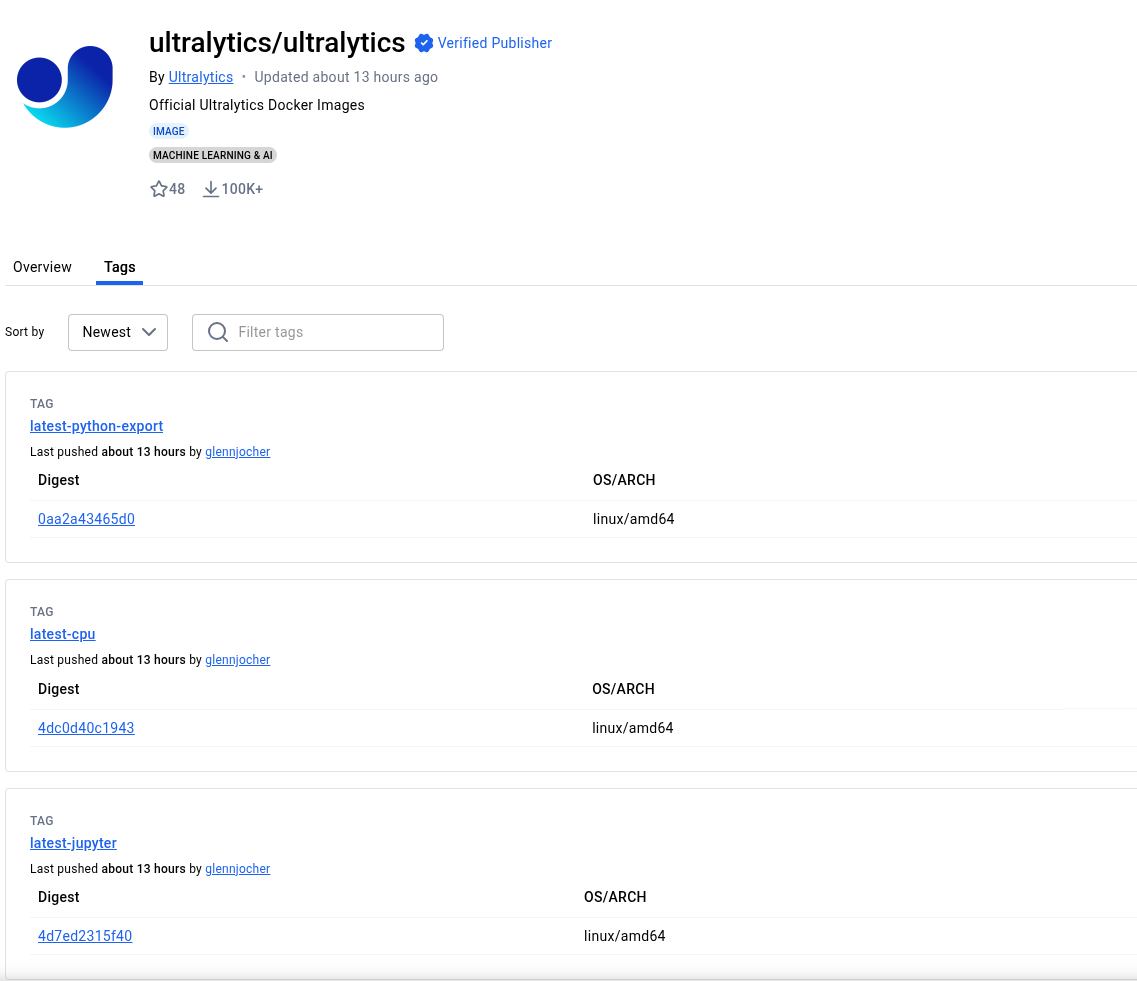 ultralytics/ultralytics Verified Publisher
By Ultralytics • Updated about 13 hours ago
Official Ultralytics Docker Images
IMAGE
MACHINE LEARNING & AI
48 100K+
Overview Tags
Sort by Newest Filter tags
TAG
latest-python-export
Last pushed about 13 hours by glennjocher
Digest OS/ARCH
0aa2a43465d0 linux/amd64
TAG
latest-cpu
Last pushed about 13 hours by glennjocher
Digest OS/ARCH
4dc0d40c1943 linux/amd64
TAG
latest-jupyter
Last pushed about 13 hours by glennjocher
Digest OS/ARCH
4d7ed2315f40 linux/amd64